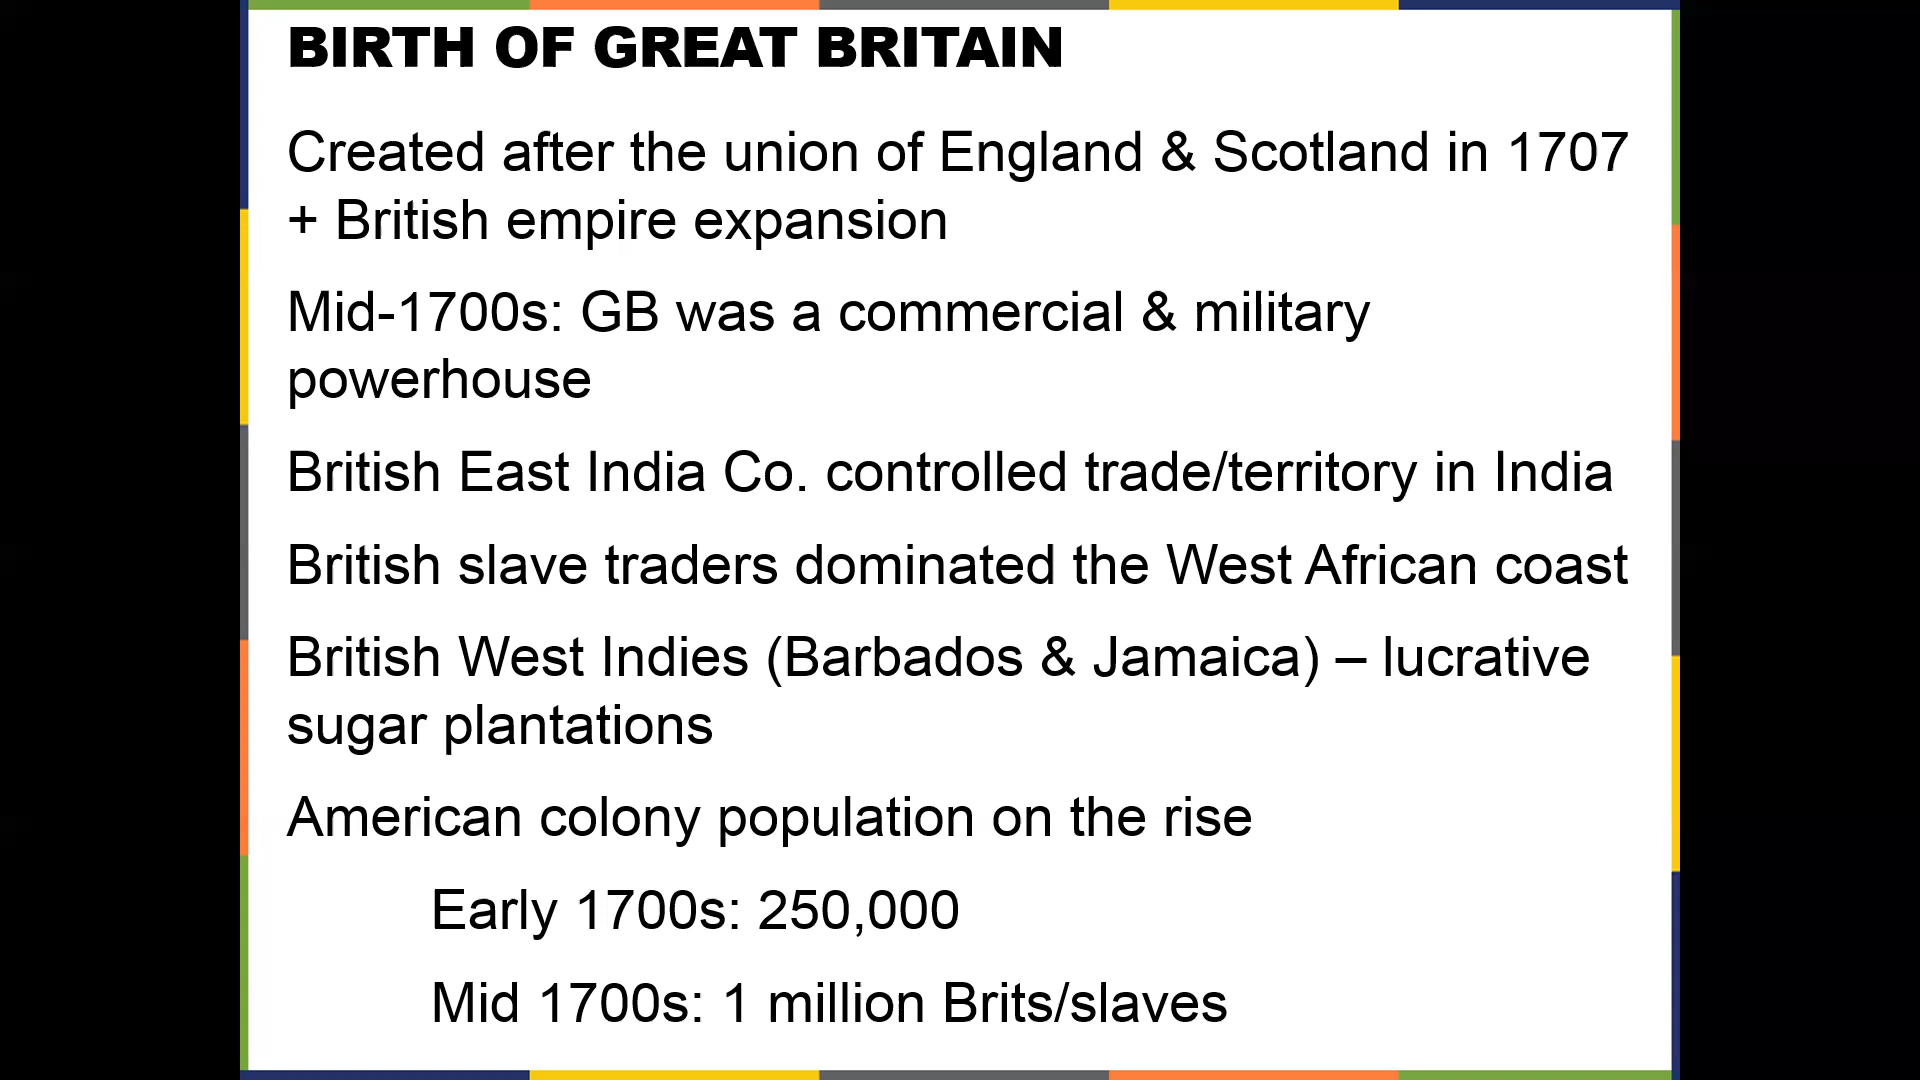 BIRTH OF GREAT BRITAIN
Created after the union of England & Scotland in 1707
+ British empire expansion
Mid-1700s: GB was a commercial & military
powerhouse
British East India Co. controlled trade/territory in India
British slave traders dominated the West African coast
British West Indies (Barbados & Jamaica) – lucrative
sugar plantations
American colony population on the rise
Early 1700s: 250,000
Mid 1700s: 1 million Brits/slaves